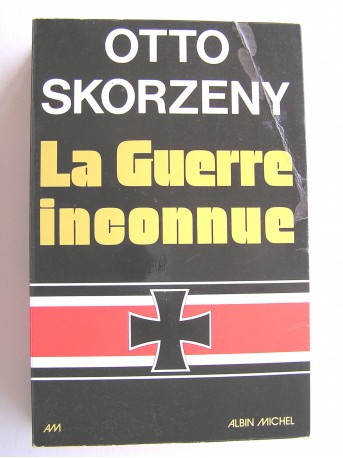 OTTO
SKORZENY
La Guerre
inconnue
AM
ALBIN MICHEL